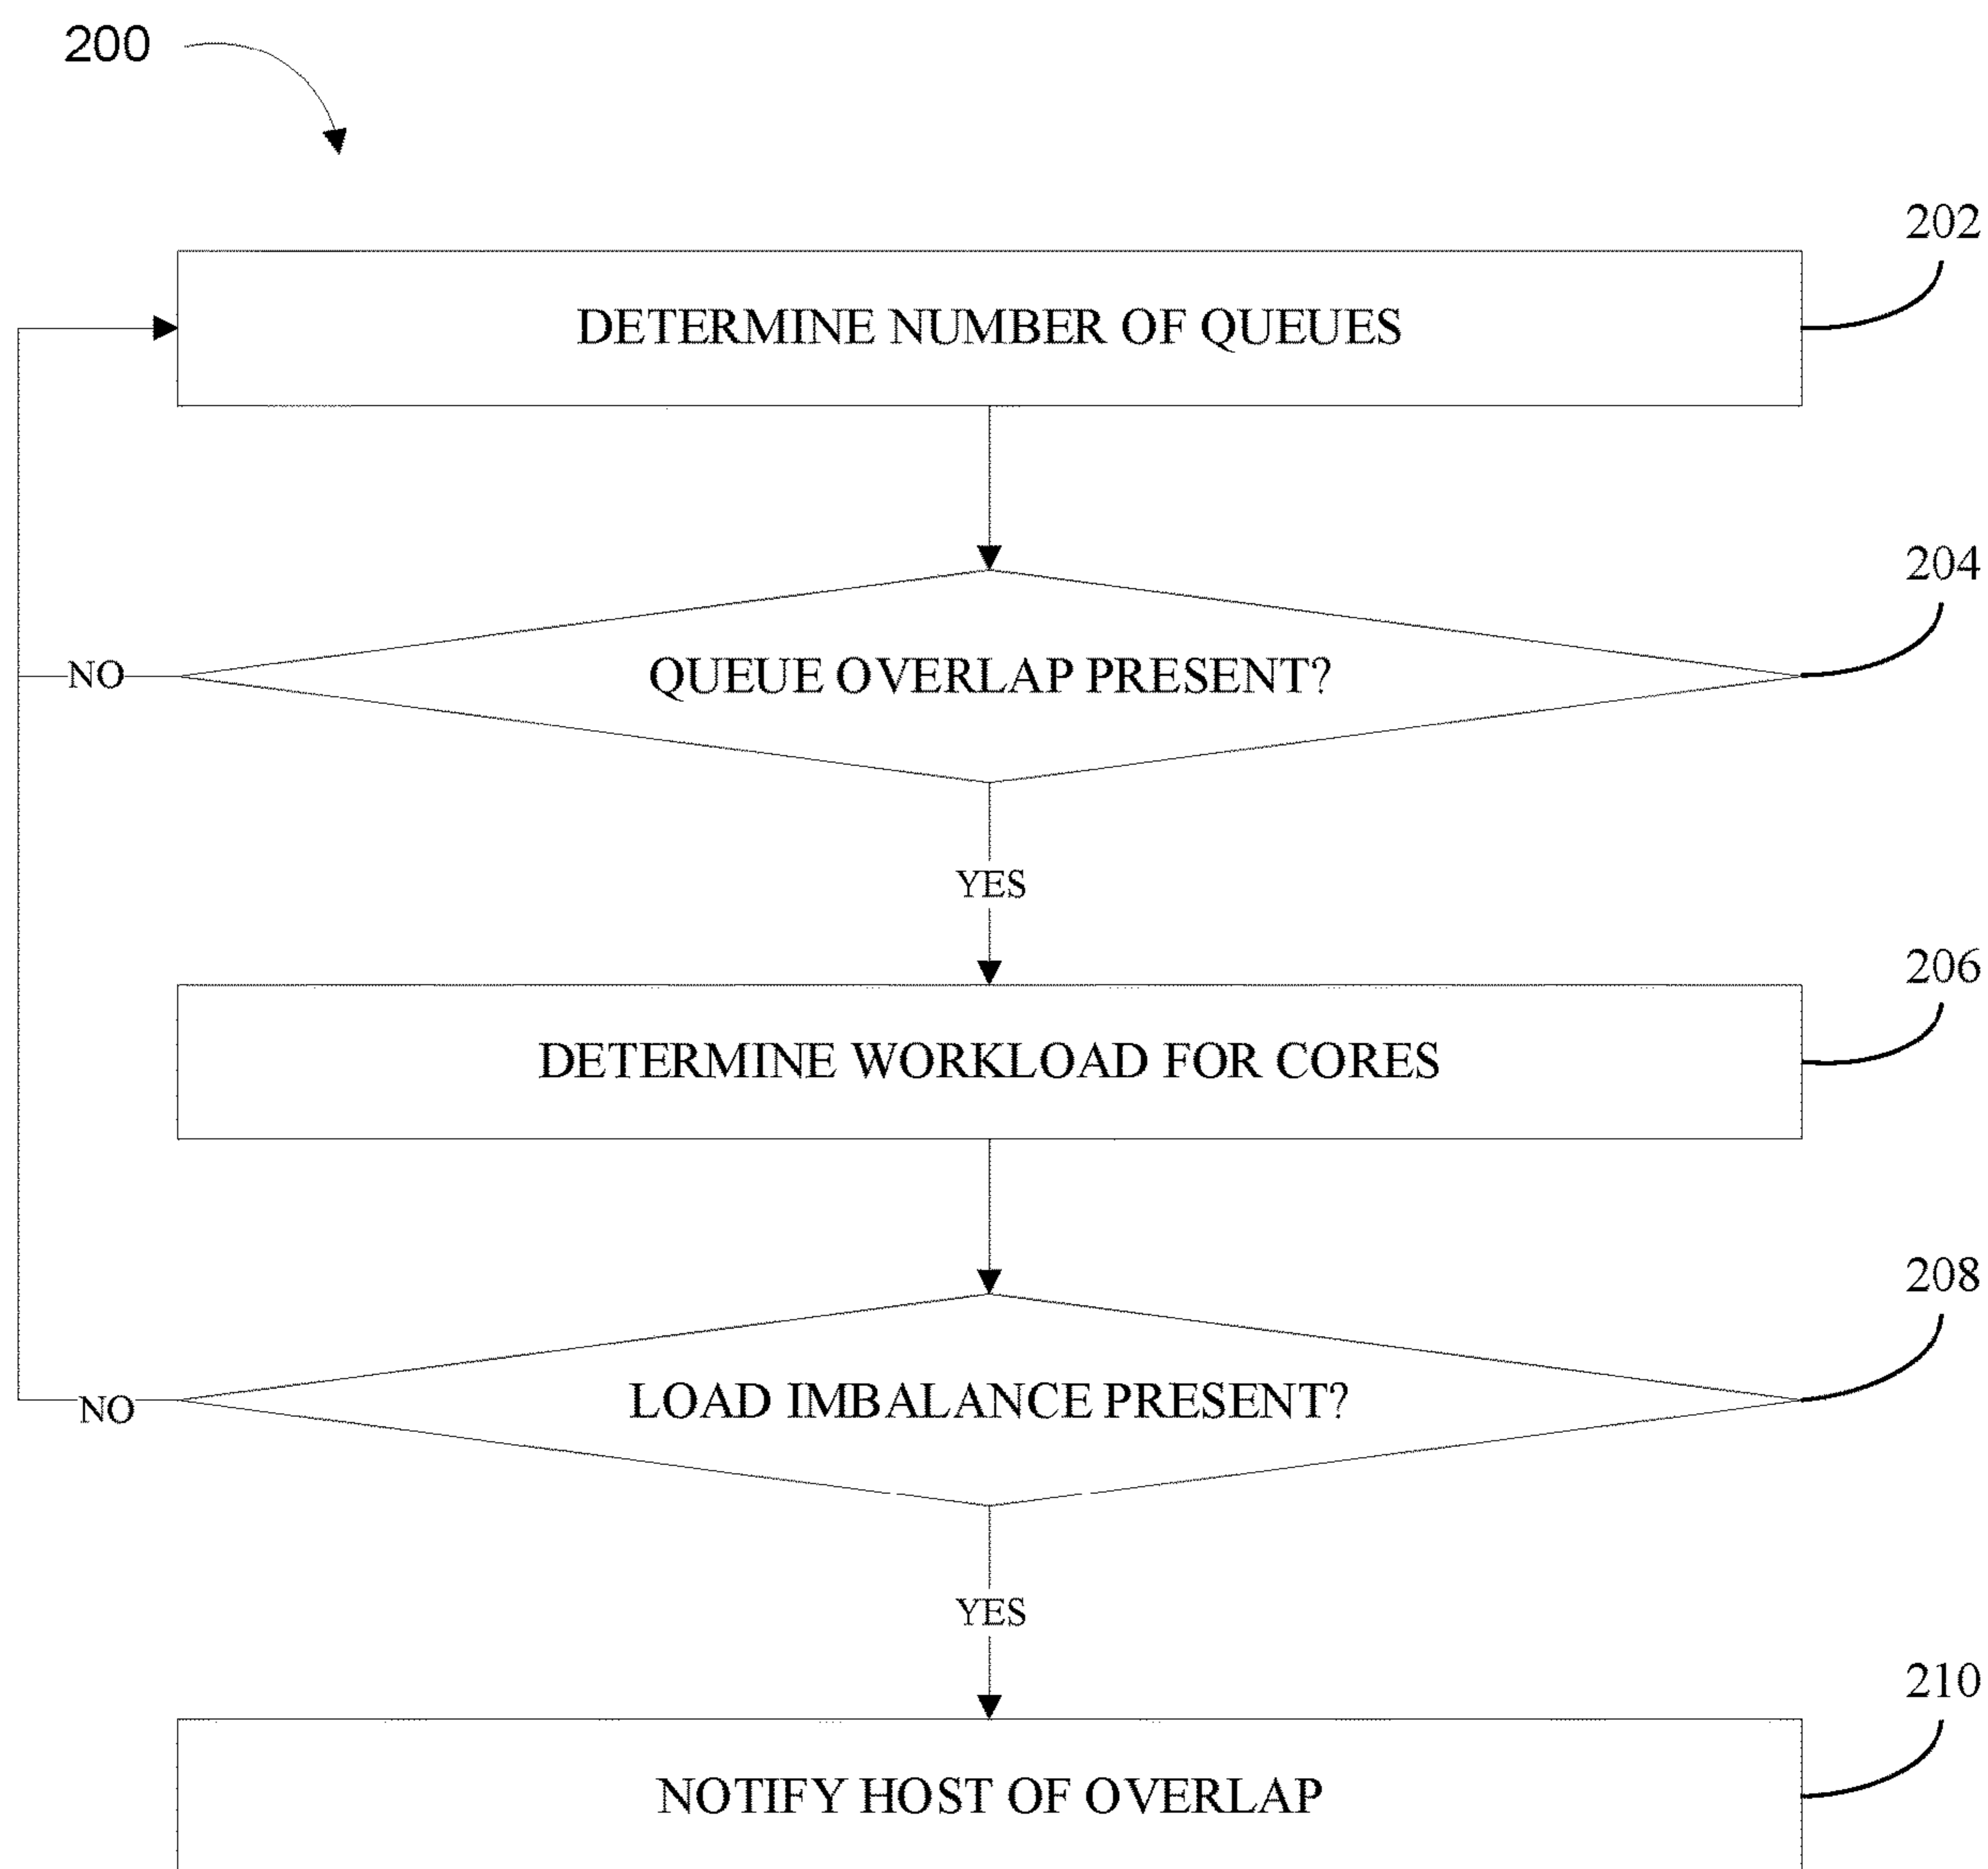 200
202
DETERMINE NUMBER OF QUEUES
204
QUEUE OVERLAP PRESENT?
NO
YES
206
DETERMINE WORKLOAD FOR CORES
208
LOAD IMBALANCE PRESENT?
NO
YES
210
NOTIFY HOST OF OVERLAP